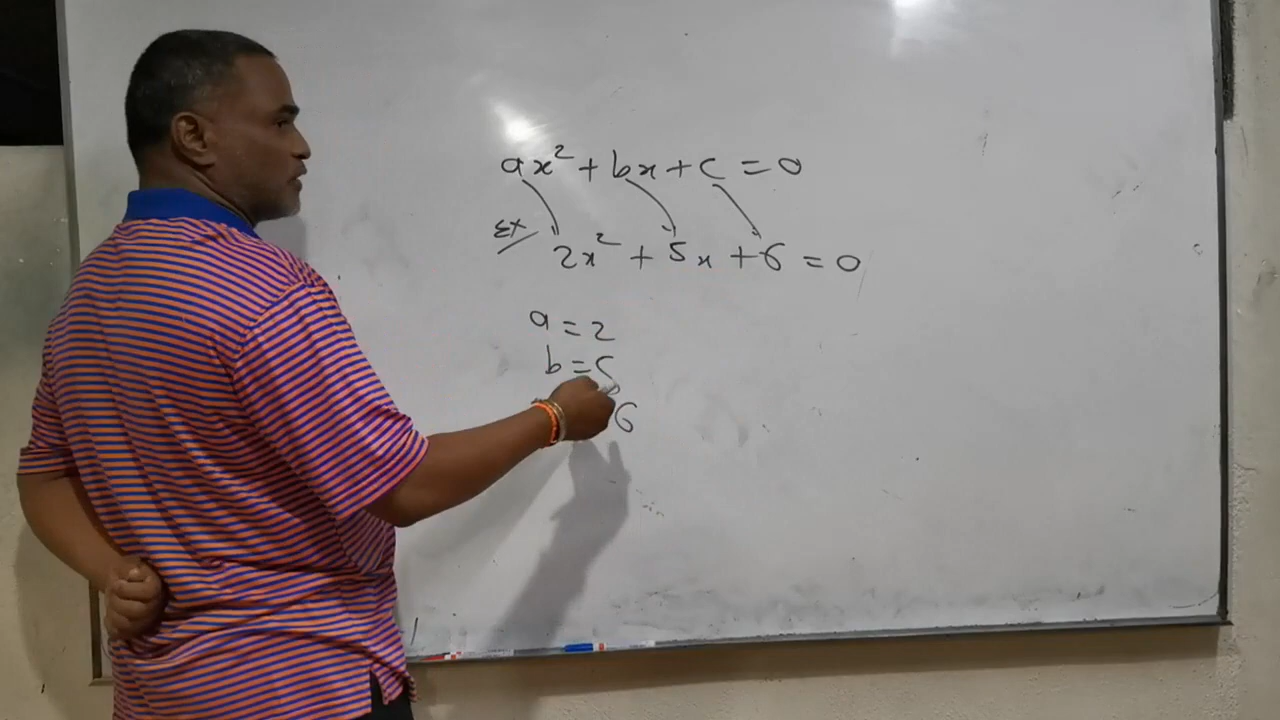 ax² + bx + c = 0
Ex 2x² + 5x + 6 = 0
a = 2
b = 5
6